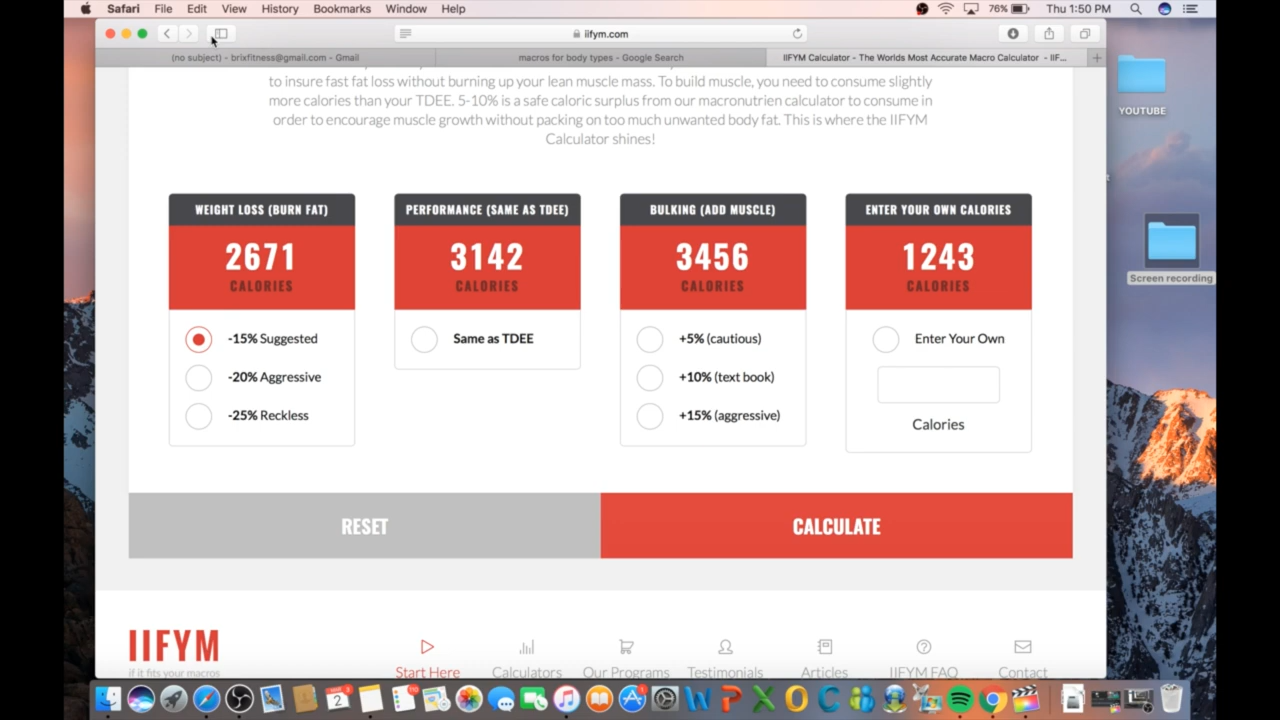 Safari File Edit View History Bookmarks Window Help 76% Thu 1:50 PM
iifym.com
(no subject) - brixfitness@gmail.com - Gmail
macros for body types - Google Search
IIFYM Calculator - The Worlds Most Accurate Macro Calculator - IIF...
YOUTUBE
Screen recording
to insure fast fat loss without burning up your lean muscle mass. To build muscle, you need to consume slightly
more calories than your TDEE. 5-10% is a safe caloric surplus from our macronutrien calculator to consume in
order to encourage muscle growth without packing on too much unwanted body fat. This is where the IIFYM
Calculator shines!
WEIGHT LOSS (BURN FAT)
2671
CALORIES
-15% Suggested
-20% Aggressive
-25% Reckless
PERFORMANCE (SAME AS TDEE)
3142
CALORIES
Same as TDEE
BULKING (ADD MUSCLE)
3456
CALORIES
+5% (cautious)
+10% (text book)
+15% (aggressive)
ENTER YOUR OWN CALORIES
1243
CALORIES
Enter Your Own
Calories
RESET
CALCULATE
IIFYM
if it fits your macros
Start Here
Calculators
Our Programs
Testimonials
Articles
IIFYM FAQ
Contact